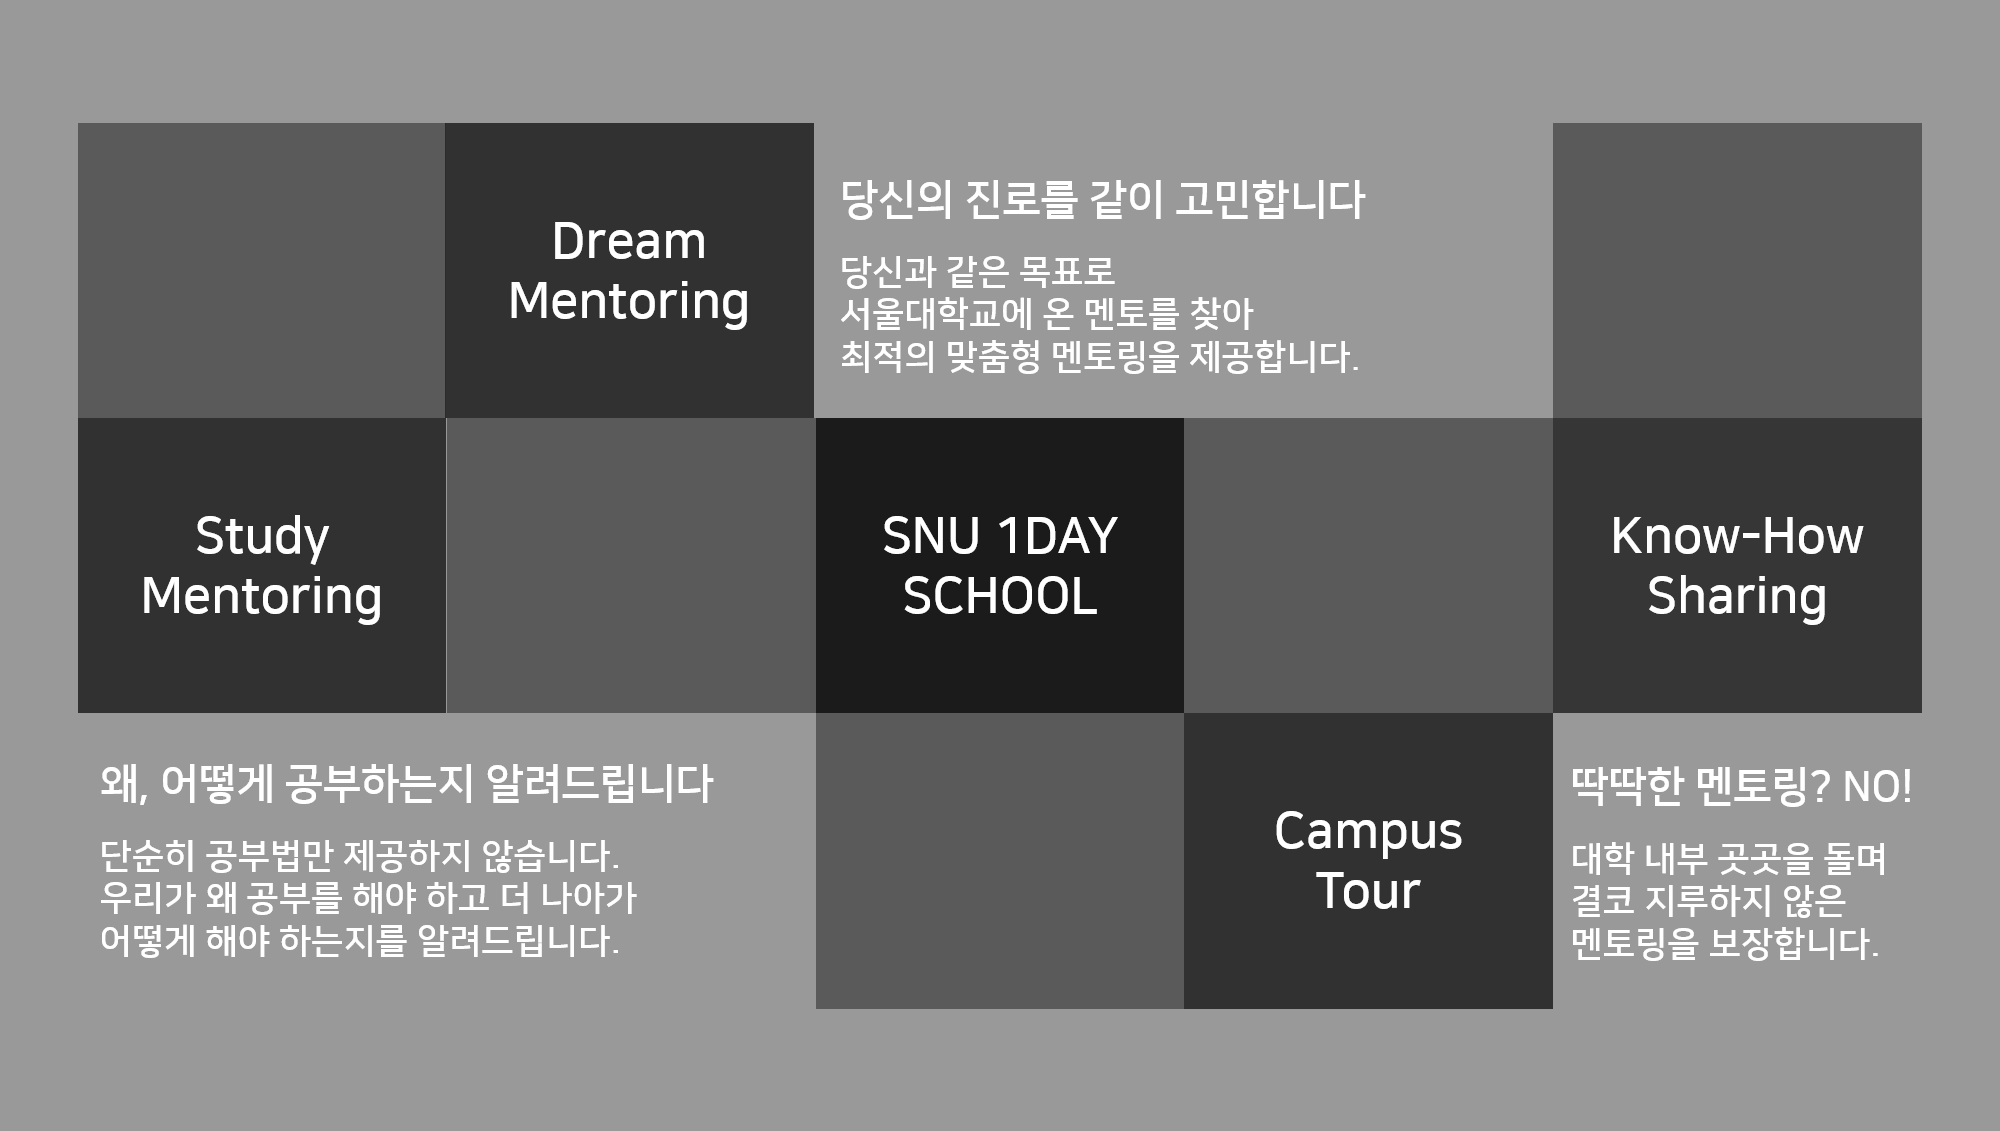 Dream
Mentoring
당신의 진로를 같이 고민합니다
당신과 같은 목표로
서울대학교에 온 멘토를 찾아
최적의 맞춤형 멘토링을 제공합니다.
Study
Mentoring
SNU 1DAY
SCHOOL
Know-How
Sharing
왜, 어떻게 공부하는지 알려드립니다
단순히 공부법만 제공하지 않습니다.
우리가 왜 공부를 해야 하고 더 나아가
어떻게 해야 하는지를 알려드립니다.
Campus
Tour
딱딱한 멘토링? NO!
대학 내부 곳곳을 돌며
결코 지루하지 않은
멘토링을 보장합니다.